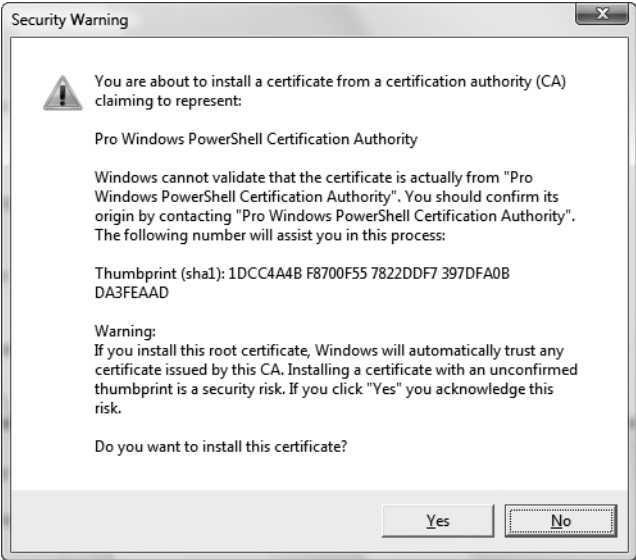 Security Warning
You are about to install a certificate from a certification authority (CA)
claiming to represent:
Pro Windows PowerShell Certification Authority
Windows cannot validate that the certificate is actually from "Pro
Windows PowerShell Certification Authority". You should confirm its
origin by contacting "Pro Windows PowerShell Certification Authority".
The following number will assist you in this process:
Thumbprint (sha1): 1DCC4A4B F8700F55 7822DDF7 397DFA0B
DA3FEAAD
Warning:
If you install this root certificate, Windows will automatically trust any
certificate issued by this CA. Installing a certificate with an unconfirmed
thumbprint is a security risk. If you click "Yes" you acknowledge this
risk.
Do you want to install this certificate?
Yes No